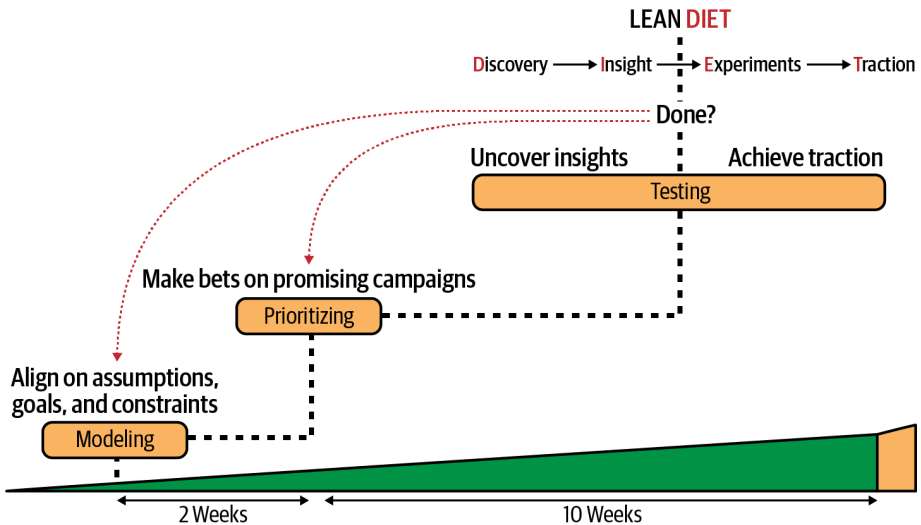 LEAN DIET
Discovery Insight Experiments Traction
Done?
Uncover insights Achieve traction
Testing
Make bets on promising campaigns
Prioritizing
Align on assumptions,
goals, and constraints
Modeling
2 Weeks 10 Weeks